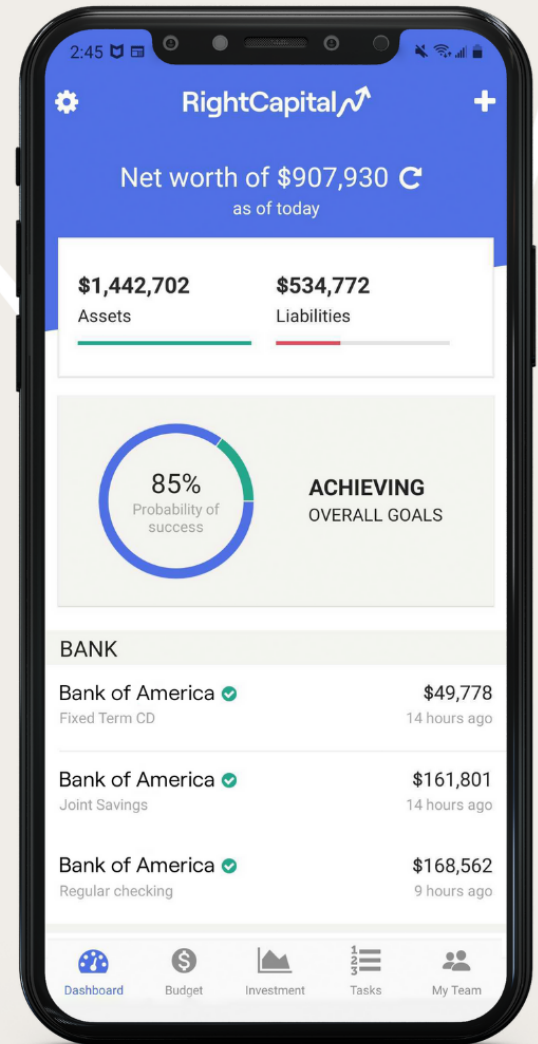 2:45
RightCapital
Net worth of $907,930
as of today
$1,442,702 $534,772
Assets Liabilities
85%
Probability of
success
ACHIEVING
OVERALL GOALS
BANK
Bank of America $49,778
Fixed Term CD 14 hours ago
Bank of America $161,801
Joint Savings 14 hours ago
Bank of America $168,562
Regular checking 9 hours ago
1
2
3
Dashboard Budget Investment Tasks My Team